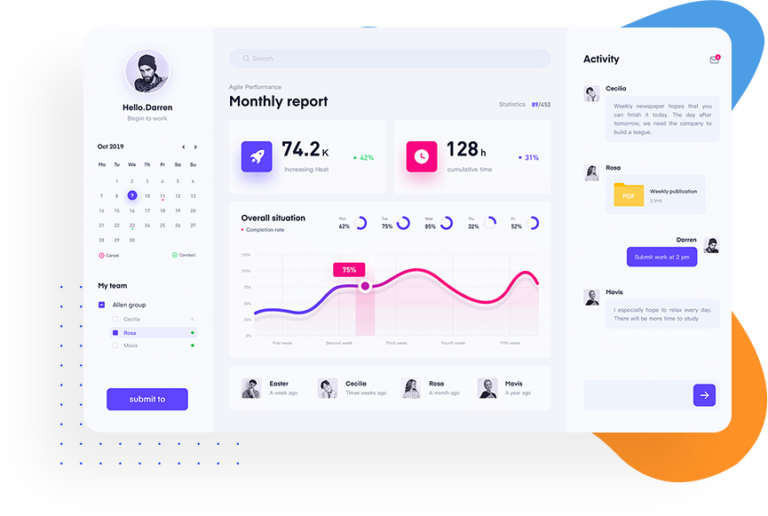 Hello.Darren
Begin to work
Oct 2019
Mo Tu We Th Fr Sa Su
1 2 3 4 5 6
7 8 9 10 11 12 13
14 15 16 17 18 19 20
21 22 23 24 25 26 27
28 29 30
Cancel
Conduct
My team
Allen group
Cecilia
Rosa
Mavis
submit to
Search
Agile Performance
Monthly report
Statistics 89/452
74.2 K
42%
Increasing Heat
128 h
31%
cumulative time
Overall situation
Completion rate
Mon
62%
Tue
75%
Wed
85%
Thu
32%
Fri
52%
75%
125%
100%
75%
50%
25%
0%
First week
Second week
Third week
Fourth week
Fifth week
Easter
A week ago
Cecilia
Three weeks ago
Rosa
A month ago
Mavis
A year ago
Activity
Cecilia
Weekly newspaper hopes that you
can finish it today. The day after
tomorrow, we need the company to
build a league.
Rosa
PDF
Weekly publication
Darren
Submit work at 2 pm
Mavis
I especially hope to relax every day.
There will be more time to study